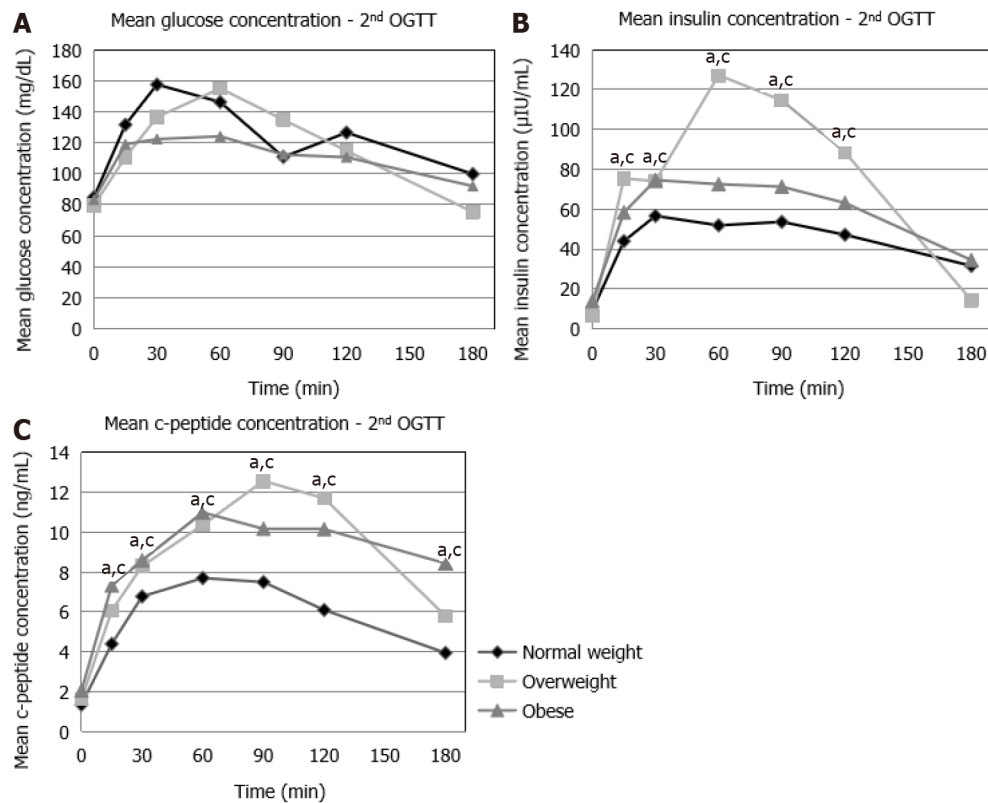 A
Mean glucose concentration - 2nd OGTT
Mean glucose concentration (mg/dL)
180
160
140
120
100
80
60
40
20
0
0 30 60 90 120 150 180
Time (min)
B
Mean insulin concentration - 2nd OGTT
Mean insulin concentration (µIU/mL)
140
120
100
80
60
40
20
0
a,c a,c a,c a,c a,c
0 30 60 90 120 150 180
Time (min)
C
Mean c-peptide concentration - 2nd OGTT
Mean c-peptide concentration (ng/mL)
14
12
10
8
6
4
2
0
a,c a,c a,c a,c a,c a,c
0 30 60 90 120 150 180
Time (min)
Normal weight
Overweight
Obese